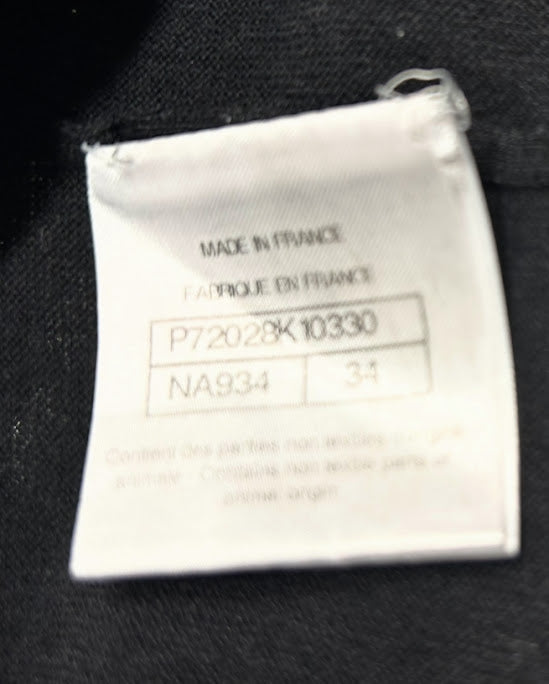 MADE IN FRANCE
FABRIQUE EN FRANCE
P72028K10330
NA934 34
Contient des parties non textiles d'origine
animale - Contains non textile parts of
animal origin